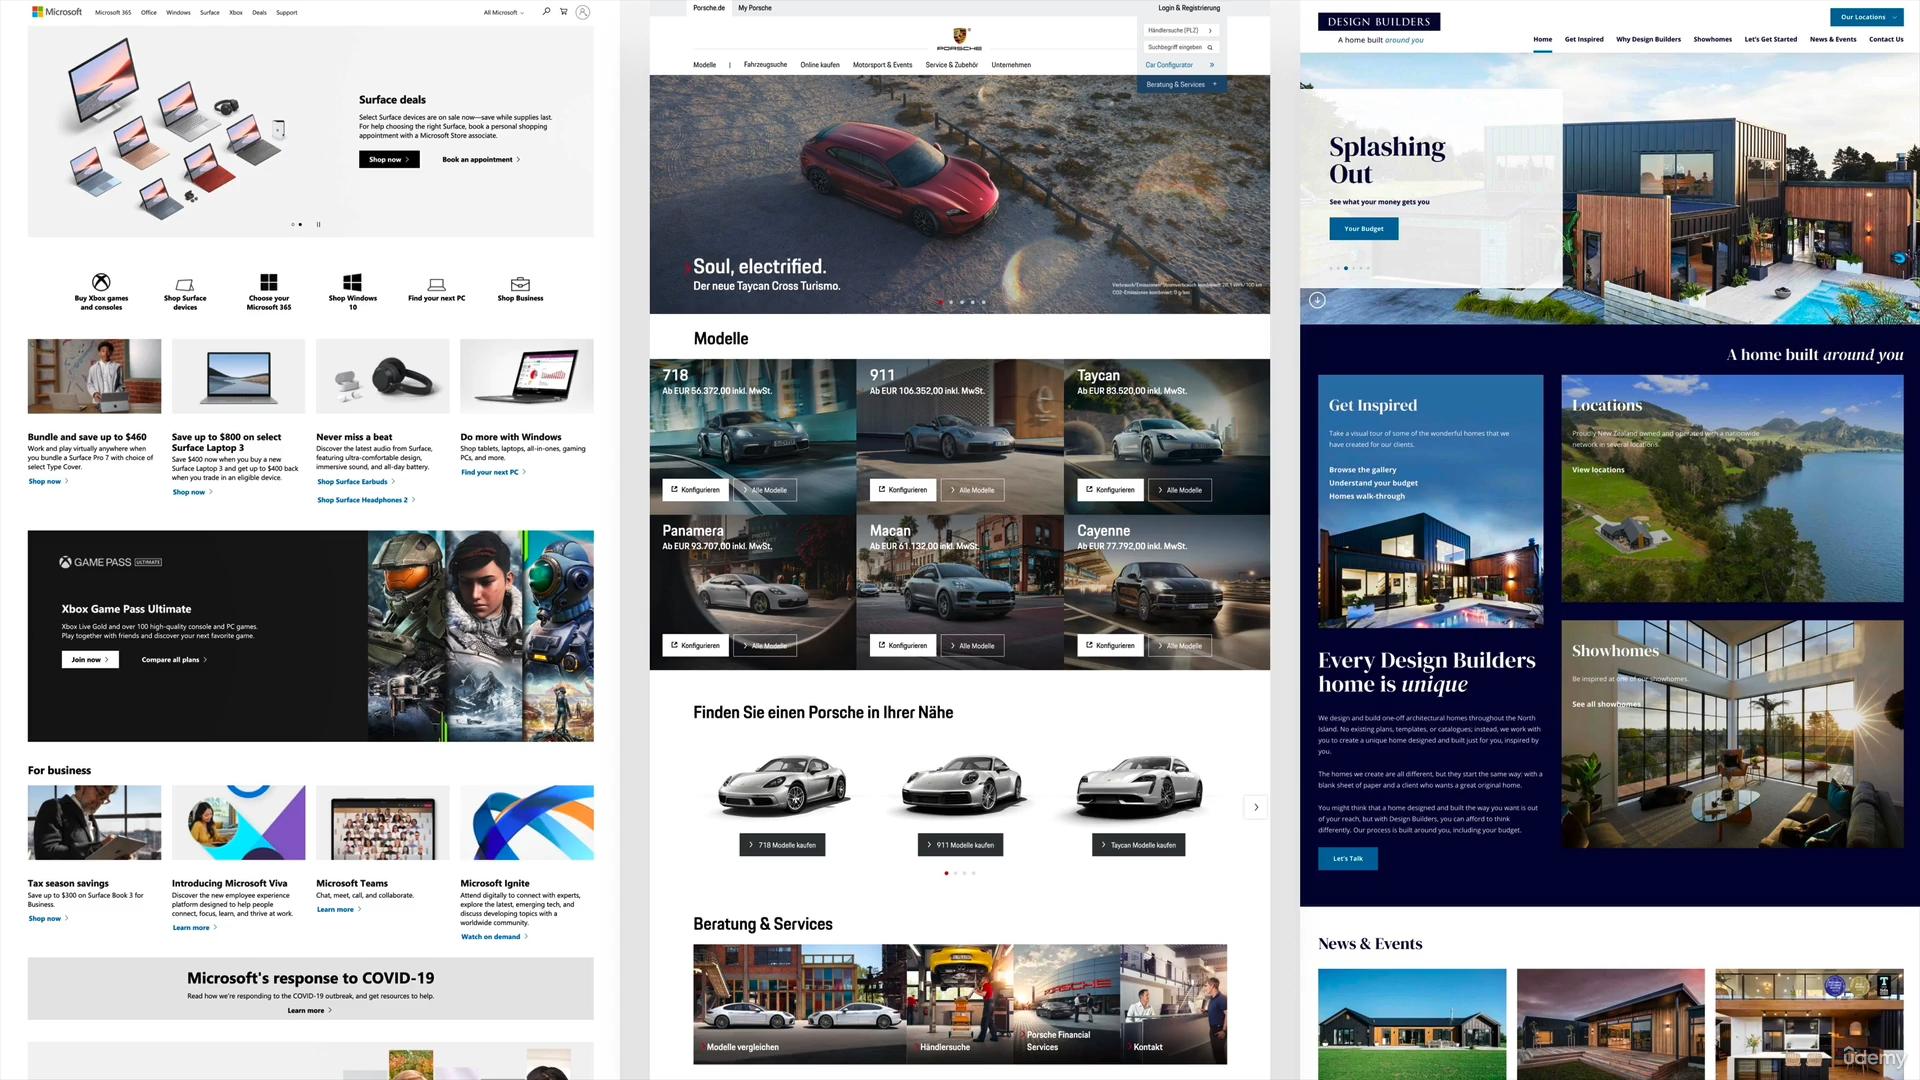 Microsoft
Microsoft 365 Office Windows Surface Xbox Deals Support
All Microsoft
Surface deals
Select Surface devices are on sale now—save while supplies last.
For help choosing the right Surface, book a personal shopping
appointment with a Microsoft Store associate.
Shop now
Book an appointment
Buy Xbox games
and consoles
Shop Surface
devices
Choose your
Microsoft 365
Shop Windows
10
Find your next PC
Shop Business
Bundle and save up to $460
Work and play virtually anywhere when
you bundle a Surface Pro 7 with choice of
select Type Cover.
Shop now
Save up to $800 on select
Surface Laptop 3
Save $400 now when you buy a new
Surface Laptop 3 and get up to $400 back
when you trade in an eligible device.
Shop now
Never miss a beat
Discover the latest audio from Surface,
featuring ultra-comfortable design,
immersive sound, and all-day battery.
Shop Surface Earbuds
Shop Surface Headphones 2
Do more with Windows
Shop tablets, laptops, all-in-ones, gaming
PCs, and more.
Find your next PC
GAME PASS ULTIMATE
Xbox Game Pass Ultimate
Xbox Live Gold and over 100 high-quality console and PC games.
Play together with friends and discover your next favorite game.
Join now
Compare all plans
For business
Tax season savings
Save up to $300 on Surface Book 3 for
Business.
Shop now
Introducing Microsoft Viva
Discover the new employee experience
platform designed to help people
connect, focus, learn, and thrive at work.
Learn more
Microsoft Teams
Chat, meet, call, and collaborate.
Learn more
Microsoft Ignite
Attend digitally to connect with experts,
explore the latest, emerging tech, and
discuss developing topics with a
worldwide community.
Watch on demand
Microsoft's response to COVID-19
Read how we're responding to the COVID-19 outbreak, and get resources to help.
Learn more
Porsche.de My Porsche
Login & Registrierung
PORSCHE
Händlersuche (PLZ)
Suchbegriff eingeben
Car Configurator
Beratung & Services +
Modelle | Fahrzeugsuche Online kaufen Motorsport & Events Service & Zubehör Unternehmen
Soul, electrified.
Der neue Taycan Cross Turismo.
CO2-Emissionen kombiniert: 0 g/km
Modelle
718
Ab EUR 56.372,00 inkl. MwSt.
Konfigurieren
Alle Modelle
911
Ab EUR 106.352,00 inkl. MwSt.
Konfigurieren
Alle Modelle
Taycan
Ab EUR 83.520,00 inkl. MwSt.
Konfigurieren
Alle Modelle
Panamera
Ab EUR 93.707,00 inkl. MwSt.
Konfigurieren
Alle Modelle
Macan
Ab EUR 61.132,00 inkl. MwSt.
Konfigurieren
Alle Modelle
Cayenne
Ab EUR 77.792,00 inkl. MwSt.
Konfigurieren
Alle Modelle
Finden Sie einen Porsche in Ihrer Nähe
718 Modelle kaufen
911 Modelle kaufen
Taycan Modelle kaufen
Beratung & Services
PORSCHE
Modelle vergleichen
Händlersuche
Porsche Financial
Services
Kontakt
DESIGN BUILDERS
A home built around you
Our Locations
Home Get Inspired Why Design Builders Showhomes Let's Get Started News & Events Contact Us
Splashing
Out
See what your money gets you
Your Budget
A home built around you
Get Inspired
Take a visual tour of some of the wonderful homes that we
have created for our clients.
Browse the gallery
Understand your budget
Homes walk-through
Locations
Proudly New Zealand owned and operated with a nationwide
network in several locations.
View locations
Showhomes
Be inspired at one of our showhomes.
See all showhomes
Every Design Builders
home is unique
We design and build one-off architectural homes throughout the North
Island. No existing plans, templates, or catalogues; instead, we work with
you to create a unique home designed and built just for you, inspired by
you.
The homes we create are all different, but they start the same way: with a
blank sheet of paper and a client who wants a great original home.
You might think that a home designed and built the way you want is out
of your reach, but with Design Builders, you can afford to think
differently. Our process is built around you, including your budget.
Let's Talk
News & Events
udemy